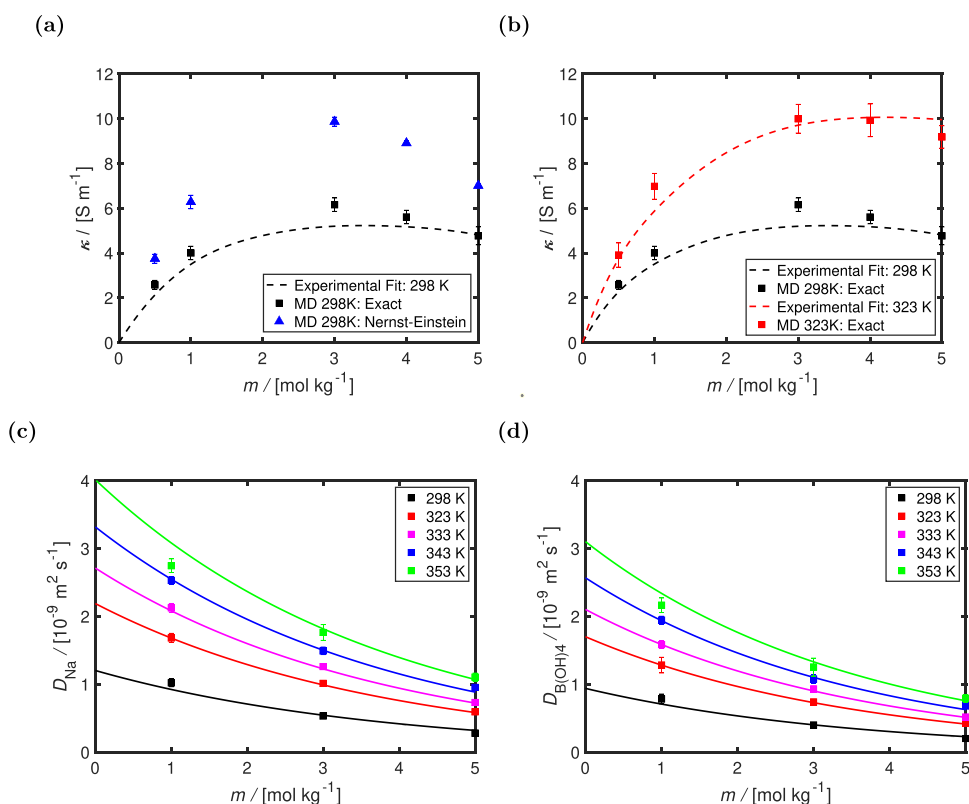 (a)
12
10
8
6
4
2
0
κ / [S m-1]
Experimental Fit: 298 K
MD 298K: Exact
MD 298K: Nernst-Einstein
0 1 2 3 4 5
m / [mol kg-1]
(b)
12
10
8
6
4
2
0
κ / [S m-1]
Experimental Fit: 298 K
MD 298K: Exact
Experimental Fit: 323 K
MD 323K: Exact
0 1 2 3 4 5
m / [mol kg-1]
(c)
4
3
2
1
0
DNa / [10-9 m2 s-1]
298 K
323 K
333 K
343 K
353 K
0 1 2 3 4 5
m / [mol kg-1]
(d)
4
3
2
1
0
DB(OH)4 / [10-9 m2 s-1]
298 K
323 K
333 K
343 K
353 K
0 1 2 3 4 5
m / [mol kg-1]